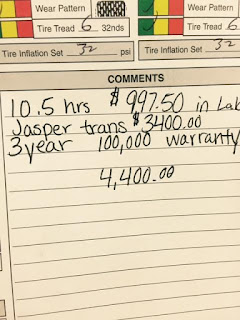 Wear Pattern
Wear Pattern
Tire Tread 6 32nds
Tire Tread 6
Tire Inflation Set 32 psi
Tire Inflation Set 32
COMMENTS
10.5 hrs $997.50 in Lab
Jasper trans $3400.00
3 year 100,000 warranty
4,400.00